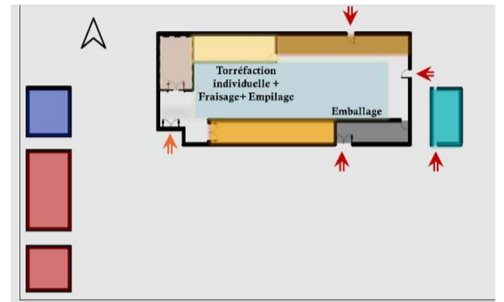 Torréfaction
individuelle +
Fraisage+ Empilage
Emballage